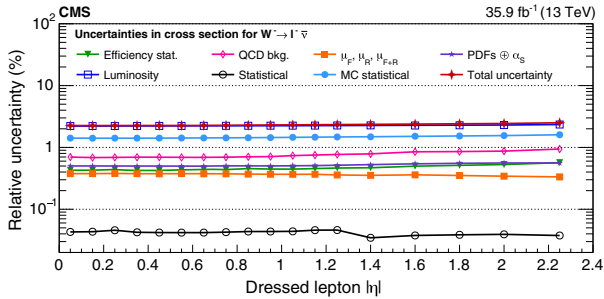 CMS 35.9 fb⁻¹ (13 TeV)
Uncertainties in cross section for W⁻→ l⁻ ν̄
Efficiency stat. QCD bkg. μF, μR, μF+R PDFs ⊕ αS
Luminosity Statistical MC statistical Total uncertainty
Relative uncertainty (%)
10²
10
1
10⁻¹
0 0.2 0.4 0.6 0.8 1 1.2 1.4 1.6 1.8 2 2.2 2.4
Dressed lepton |η|